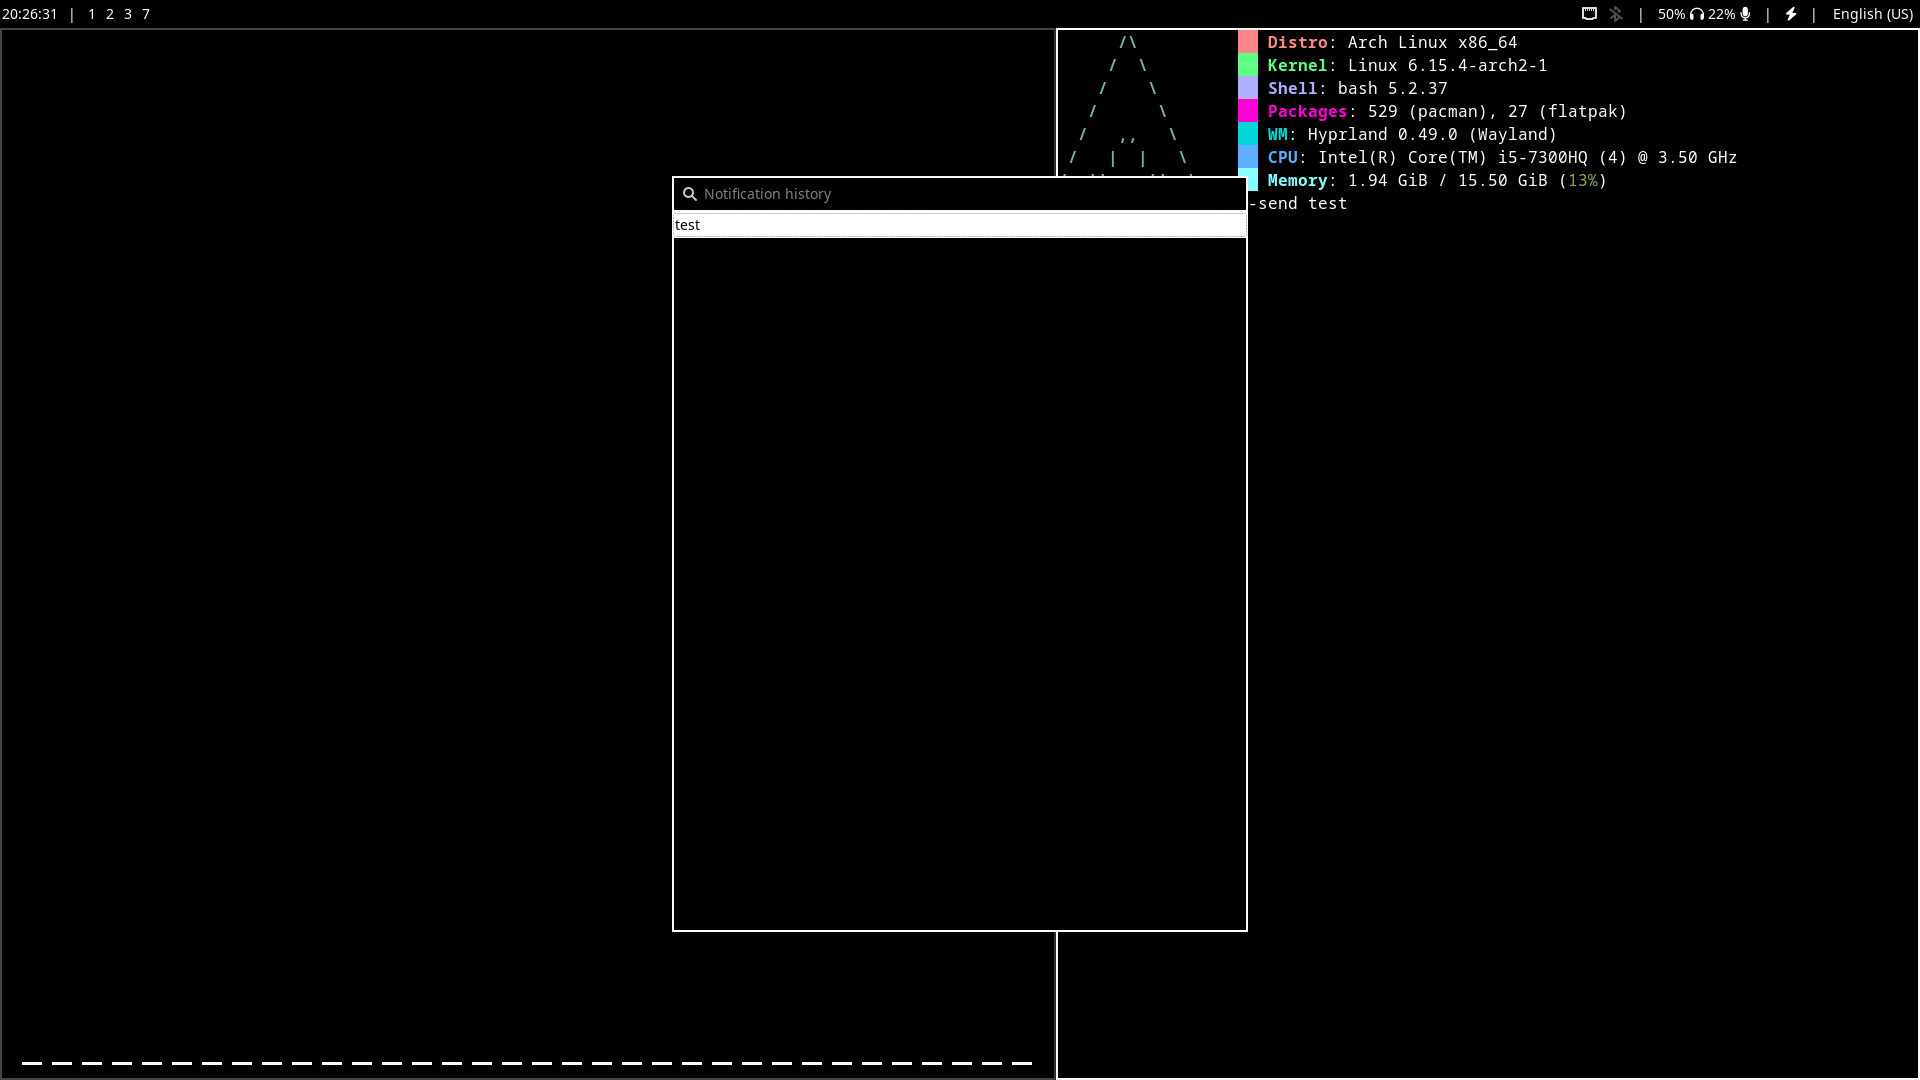 20:26:31 | 1 2 3 7
50% 22% | | English (US)
Distro: Arch Linux x86_64
Kernel: Linux 6.15.4-arch2-1
Shell: bash 5.2.37
Packages: 529 (pacman), 27 (flatpak)
WM: Hyprland 0.49.0 (Wayland)
CPU: Intel(R) Core(TM) i5-7300HQ (4) @ 3.50 GHz
Memory: 1.94 GiB / 15.50 GiB (13%)
-send test
Notification history
test